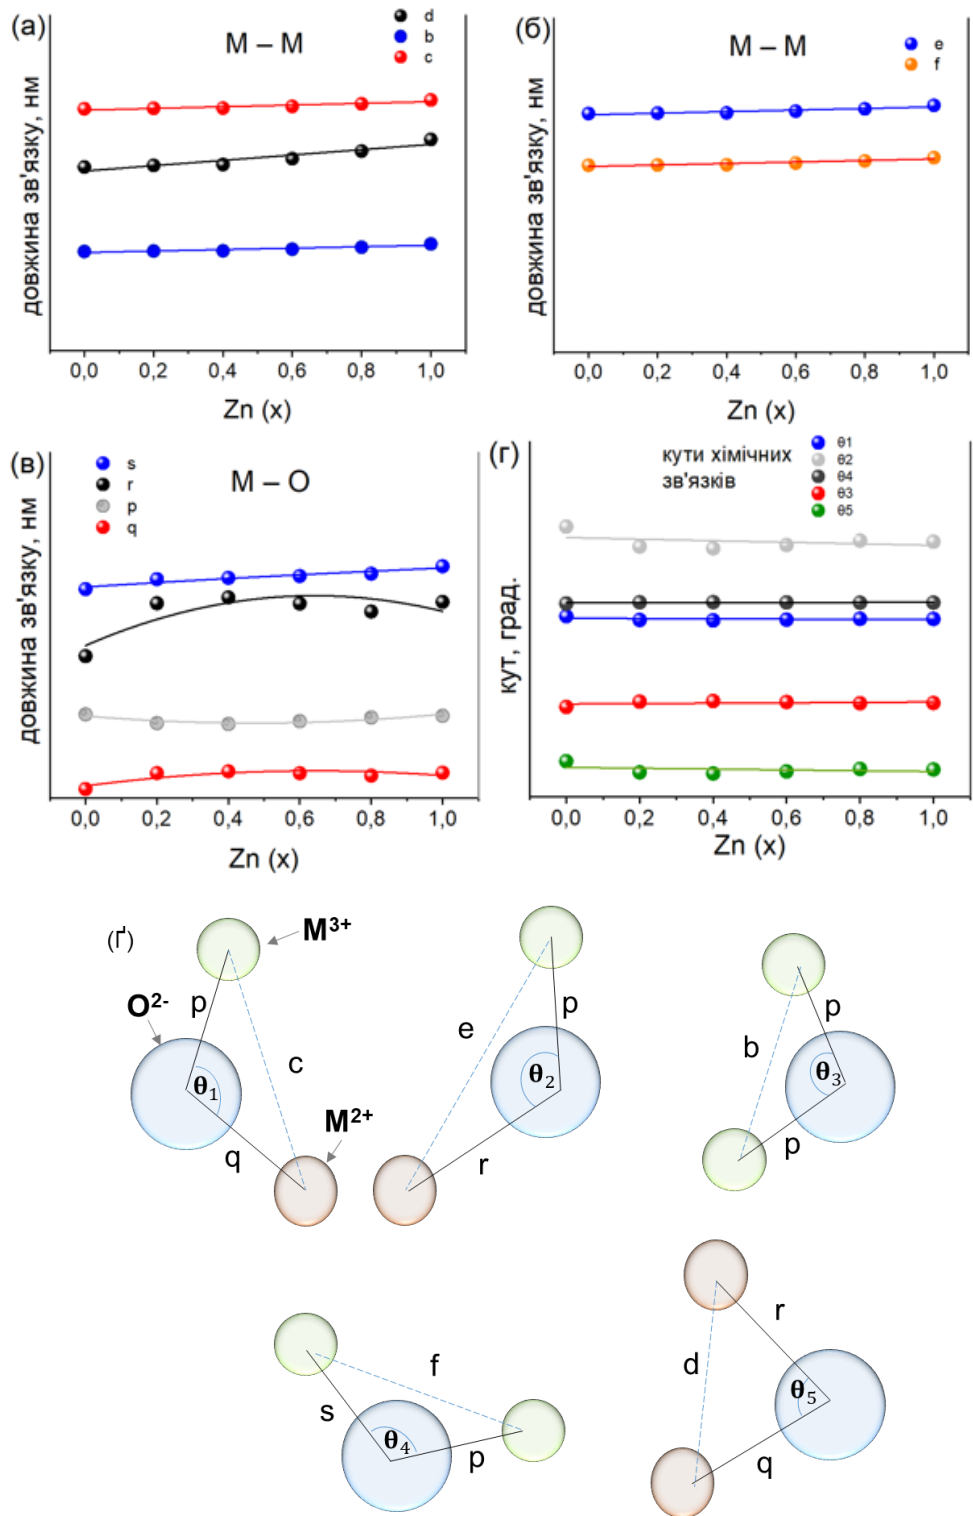 (а)
M – M
d
b
c
довжина зв'язку, нм
0,0 0,2 0,4 0,6 0,8 1,0
Zn (x)
(б)
M – M
e
f
довжина зв'язку, нм
0,0 0,2 0,4 0,6 0,8 1,0
Zn (x)
(в)
M – O
s
r
p
q
довжина зв'язку, нм
0,0 0,2 0,4 0,6 0,8 1,0
Zn (x)
(г)
кути хімічних
зв'язків
θ1
θ2
θ4
θ3
θ5
кут, град.
0,0 0,2 0,4 0,6 0,8 1,0
Zn (x)
(ґ)
M³⁺
O²⁻
p
θ₁
c
q
M²⁺
e
p
θ₂
r
p
b
θ₃
p
f
s
θ₄
p
r
d
θ₅
q